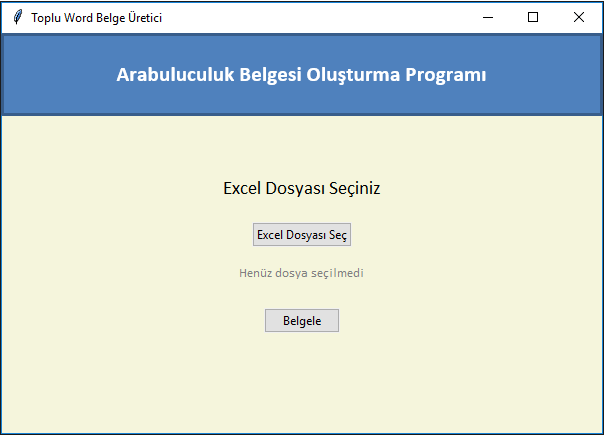 Toplu Word Belge Üretici
Arabuluculuk Belgesi Oluşturma Programı
Excel Dosyası Seçiniz
Excel Dosyası Seç
Henüz dosya seçilmedi
Belgele